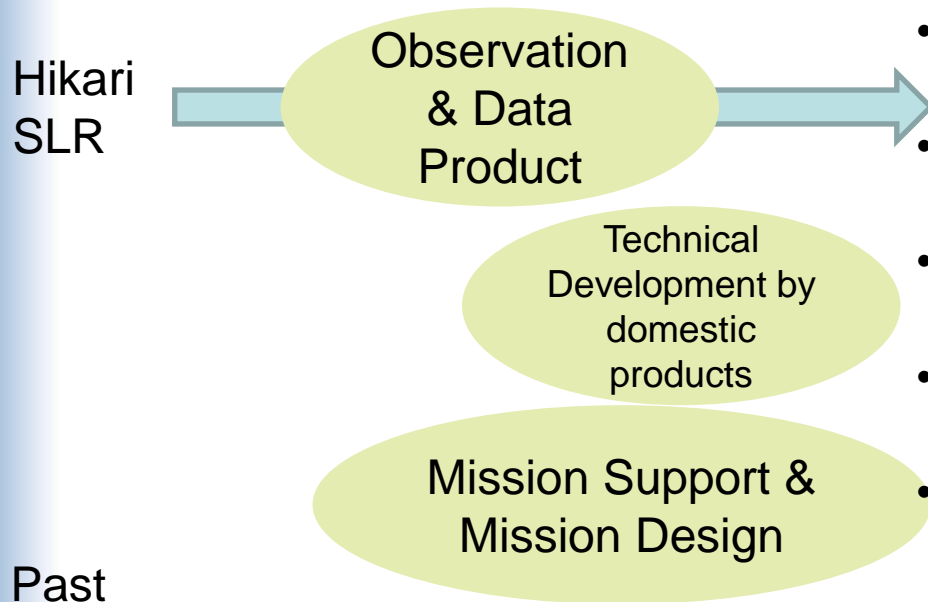 Hikari
SLR
Observation
& Data
Product
Technical
Development by
domestic
products
Mission Support &
Mission Design
Past